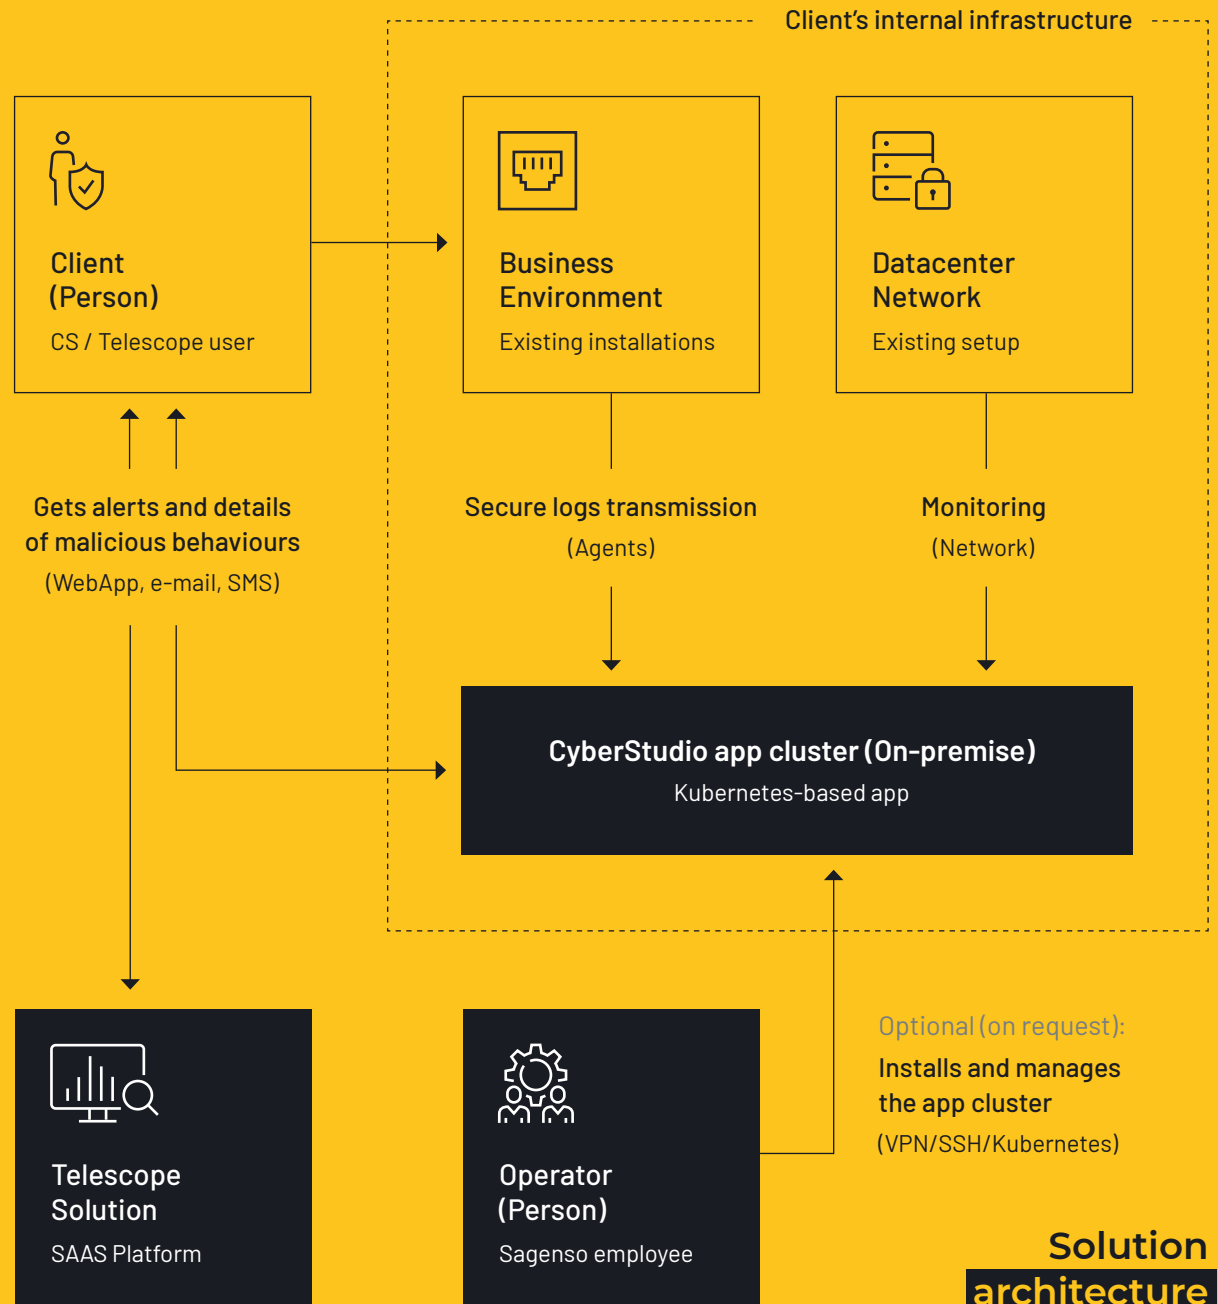 Client's internal infrastructure
Client
(Person)
CS / Telescope user
Business
Environment
Existing installations
Datacenter
Network
Existing setup
Gets alerts and details
of malicious behaviours
(WebApp, e-mail, SMS)
Secure logs transmission
(Agents)
Monitoring
(Network)
CyberStudio app cluster (On-premise)
Kubernetes-based app
Telescope
Solution
SAAS Platform
Operator
(Person)
Sagenso employee
Optional (on request):
Installs and manages
the app cluster
(VPN/SSH/Kubernetes)
Solution
architecture